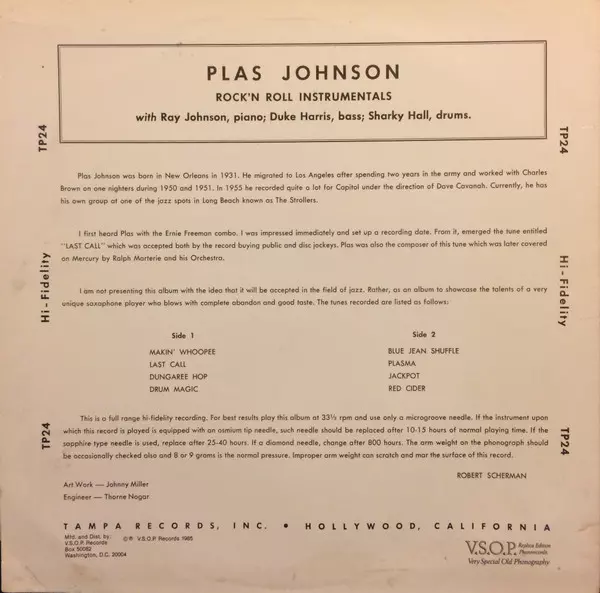 PLAS JOHNSON
ROCK'N ROLL INSTRUMENTALS
with Ray Johnson, piano; Duke Harris, bass; Sharky Hall, drums.
TP24
TP24
Plas Johnson was born in New Orleans in 1931. He migrated to Los Angeles after spending two years in the army and worked with Charles
Brown on one nighters during 1950 and 1951. In 1955 he recorded quite a lot for Capitol under the direction of Dave Cavanah. Currently, he has
his own group at one of the jazz spots in Long Beach known as The Strollers.
I first heard Plas with the Ernie Freeman combo. I was impressed immediately and set up a recording date. From it, emerged the tune entitled
"LAST CALL" which was accepted both by the record buying public and disc jockeys. Plas was also the composer of this tune which was later covered
on Mercury by Ralph Marterie and his Orchestra.
Hi-Fidelity
Hi-Fidelity
I am not presenting this album with the idea that it will be accepted in the field of jazz. Rather, as an album to showcase the talents of a very
unique saxaphone player who blows with complete abandon and good taste. The tunes recorded are listed as follows:
Side 1
MAKIN' WHOOPEE
LAST CALL
DUNGAREE HOP
DRUM MAGIC
Side 2
BLUE JEAN SHUFFLE
PLASMA
JACKPOT
RED CIDER
This is a full range hi-fidelity recording. For best results play this album at 33⅓ rpm and use only a microgroove needle. If the instrument upon
which this record is played is equipped with an osmium tip needle, such needle should be replaced after 10-15 hours of normal playing time. If the
sapphire type needle is used, replace after 25-40 hours. If a diamond needle, change after 800 hours. The arm weight on the phonograph should
be occasionally checked also and 8 or 9 grams is the normal pressure. Improper arm weight can scratch and mar the surface of this record.
TP24
TP24
ROBERT SCHERMAN
Art Work — Johnny Miller
Engineer — Thorne Nogar
TAMPA RECORDS, INC. • HOLLYWOOD, CALIFORNIA
Mfd. and Dist. by:
V.S.O.P. Records
Box 50082
Washington, D.C. 20004
©℗ V.S.O.P. Records 1985
V.S.O.P. Replica Edition
Phonorecords
Very Special Old Phonography